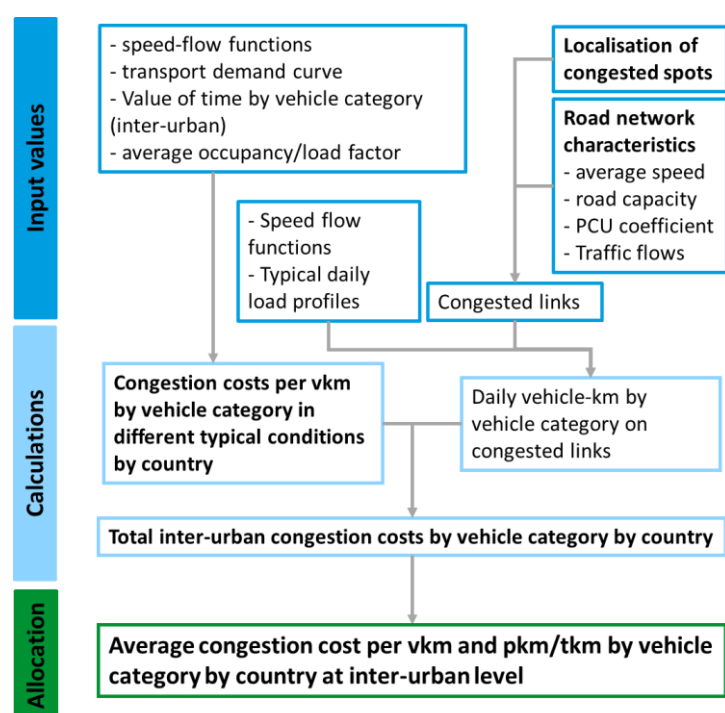 Input values
- speed-flow functions
- transport demand curve
- Value of time by vehicle category
(inter-urban)
- average occupancy/load factor
Localisation of
congested spots
Road network
characteristics
- average speed
- road capacity
- PCU coefficient
- Traffic flows
- Speed flow
functions
- Typical daily
load profiles
Congested links
Calculations
Congestion costs per vkm
by vehicle category in
different typical conditions
by country
Daily vehicle-km by
vehicle category on
congested links
Total inter-urban congestion costs by vehicle category by country
Allocation
Average congestion cost per vkm and pkm/tkm by vehicle
category by country at inter-urban level